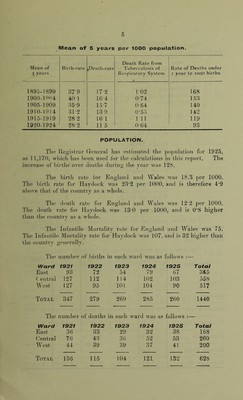 5
Mean of 5 years per 1000 population.
Mean of 5 years Birth-rate Death-rate Death Rate from Tuberculosis of Respiratory System Rate of Deaths under 1 year to 1000 births
1895-1899 32·9 17·2 1·02 168
1900-1904 40·1 16·4 0·74 153
1905-1909 35·9 15·7 0·64 140
1910-1914 31·2 13·9 0·55 142
1915-1919 28·2 16·1 1·11 119
1920-1924 28·2 11·5 0·64 93
POPULATION.
The Registrar General has estimated the population for 1925,
as 11,170, which has been used for the calculations in this report. The
increase of births over deaths during the year was 128.
The birth rate for England and Wales was 18.3 per 1000.
The birth rate for Haydock was 23·2 per 1000, and is therefore 4·9
above that of the country as a whole.
The death rate for England and Wales was 12·2 per 1000.
The death rate for Haydock was 13·0 per 1000, and is 0·8 higher
than the country as a whole.
The Infantile Mortality rate for England and Wales was 75.
The Infantile Mortality rate for Haydock was 107, and is 32 higher than
the country generally.
The number of births in each ward was as follows :—
Ward 1921 1922 1923 1924 1925 Total
East 93 72 54 79 67 345
Central 127 112 114 102 103 558
West 127 95 101 104 90 517
TOTAL 347 279 269 285 260 1440
The number of deaths in each ward was as follows :—
Ward 1921 1922 1923 1924 1925 Total
East 36 33 29 32 38 168
Central 76 43 36 52 53 260
West 44 39 39 37 41 200
TOTAL 156 115 104 121 132 628